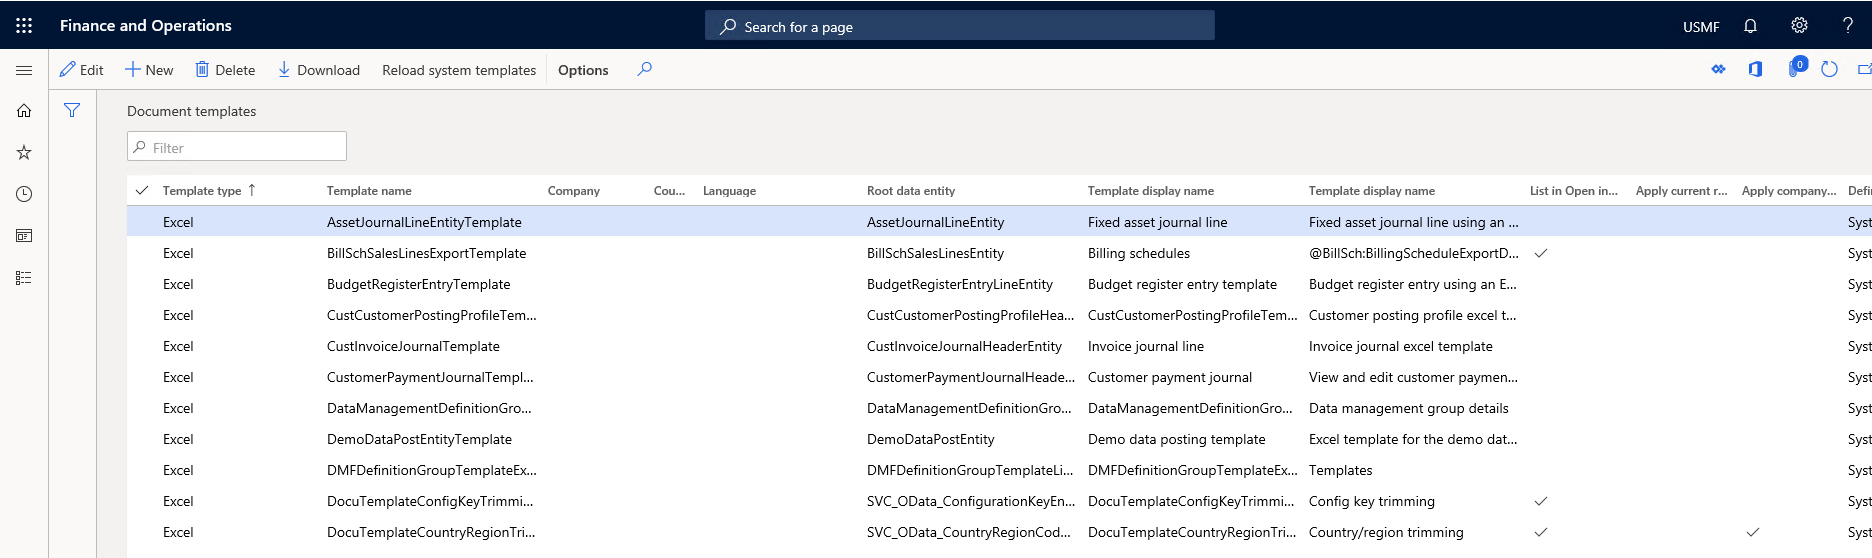 Finance and Operations Search for a page USMF ?
Edit New Delete Download Reload system templates Options 0
Document templates
Filter
Template type ↑ Template name Company Cou... Language Root data entity Template display name Template display name List in Open in... Apply current r... Apply company... Defi
Excel AssetJournalLineEntityTemplate AssetJournalLineEntity Fixed asset journal line Fixed asset journal line using an ... Syst
Excel BillSchSalesLinesExportTemplate BillSchSalesLinesEntity Billing schedules @BillSch:BillingScheduleExportD... Syst
Excel BudgetRegisterEntryTemplate BudgetRegisterEntryLineEntity Budget register entry template Budget register entry using an E... Syst
Excel CustCustomerPostingProfileTem... CustCustomerPostingProfileHea... CustCustomerPostingProfileTem... Customer posting profile excel t... Syst
Excel CustInvoiceJournalTemplate CustInvoiceJournalHeaderEntity Invoice journal line Invoice journal excel template Syst
Excel CustomerPaymentJournalTempl... CustomerPaymentJournalHeade... Customer payment journal View and edit customer paymen... Syst
Excel DataManagementDefinitionGro... DataManagementDefinitionGro... DataManagementDefinitionGro... Data management group details Syst
Excel DemoDataPostEntityTemplate DemoDataPostEntity Demo data posting template Excel template for the demo dat... Syst
Excel DMFDefinitionGroupTemplateEx... DMFDefinitionGroupTemplateLi... DMFDefinitionGroupTemplateEx... Templates Syst
Excel DocuTemplateConfigKeyTrimmi... SVC_OData_ConfigurationKeyEn... DocuTemplateConfigKeyTrimmi... Config key trimming Syst
Excel DocuTemplateCountryRegionTri... SVC_OData_CountryRegionCod... DocuTemplateCountryRegionTri... Country/region trimming Syst